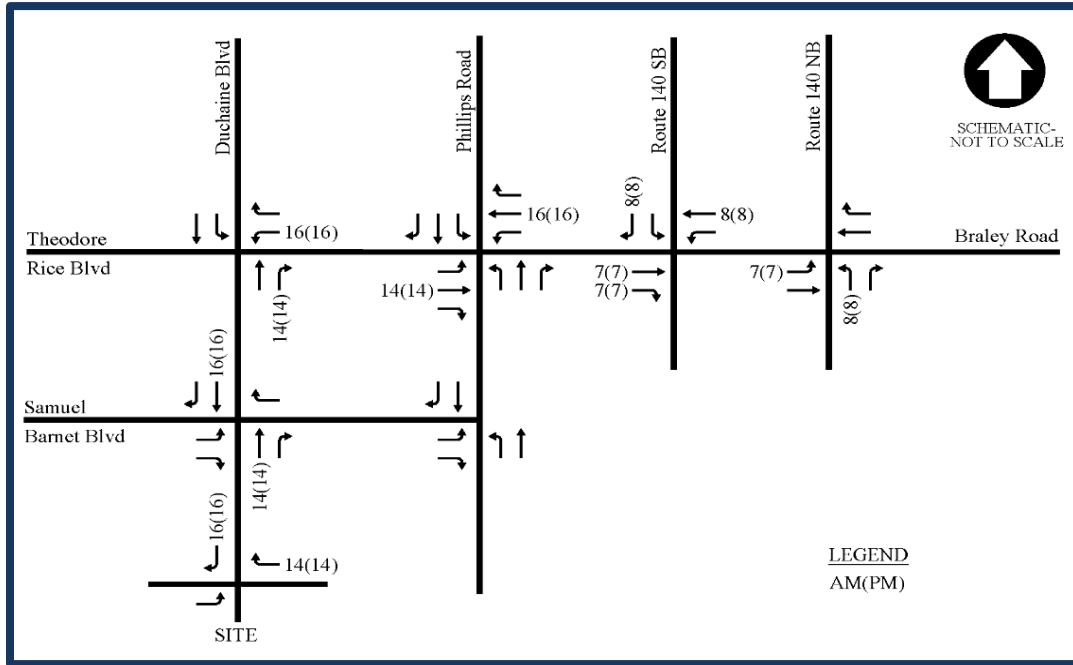 Duchaine Blvd
Phillips Road
Route 140 SB
Route 140 NB
SCHEMATIC-
NOT TO SCALE
8(8)
16(16)
8(8)
Theodore
16(16)
Braley Road
Rice Blvd
14(14)
7(7)
7(7)
7(7)
14(14)
8(8)
16(16)
Samuel
Barnet Blvd
14(14)
16(16)
14(14)
LEGEND
AM(PM)
SITE